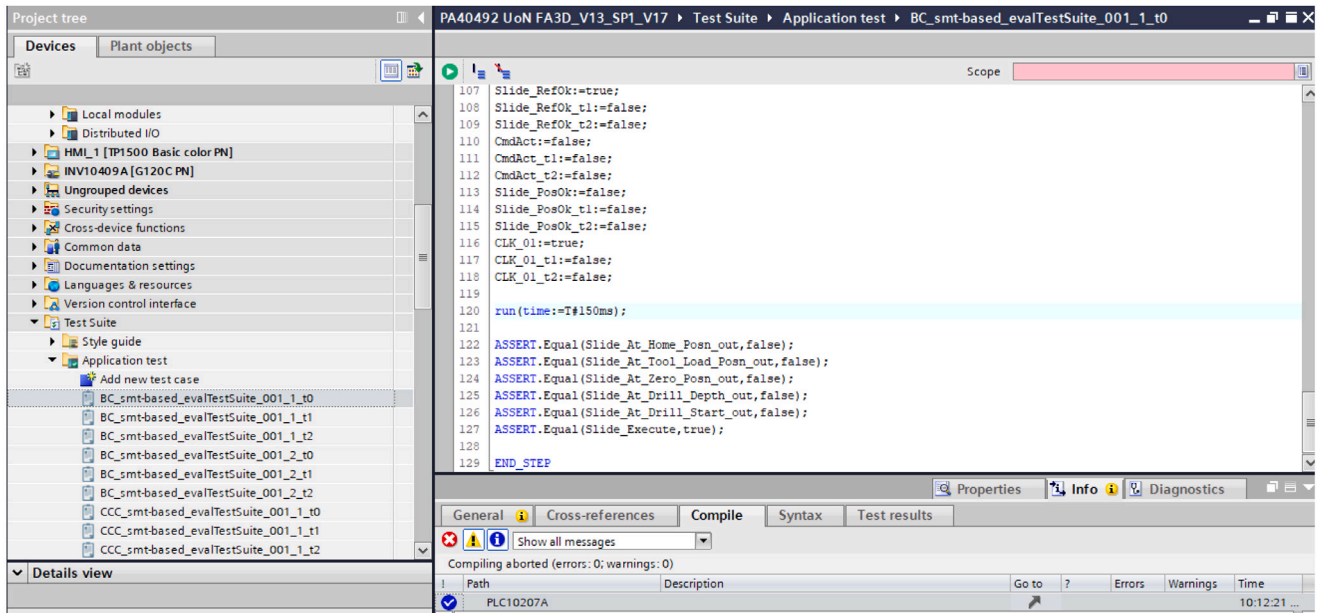 Project tree
Devices
Plant objects
Local modules
Distributed I/O
HMI_1 [TP1500 Basic color PN]
INV10409A [G120C PN]
Ungrouped devices
Security settings
Cross-device functions
Common data
Documentation settings
Languages & resources
Version control interface
Test Suite
Style guide
Application test
Add new test case
BC_smt-based_evalTestSuite_001_1_t0
BC_smt-based_evalTestSuite_001_1_t1
BC_smt-based_evalTestSuite_001_1_t2
BC_smt-based_evalTestSuite_001_2_t0
BC_smt-based_evalTestSuite_001_2_t1
BC_smt-based_evalTestSuite_001_2_t2
CCC_smt-based_evalTestSuite_001_1_t0
CCC_smt-based_evalTestSuite_001_1_t1
CCC_smt-based_evalTestSuite_001_1_t2
Details view
PA40492 UoN FA3D_V13_SP1_V17 ▸ Test Suite ▸ Application test ▸ BC_smt-based_evalTestSuite_001_1_t0
Scope
107 Slide_RefOk:=true;
108 Slide_RefOk_t1:=false;
109 Slide_RefOk_t2:=false;
110 CmdAct:=false;
111 CmdAct_t1:=false;
112 CmdAct_t2:=false;
113 Slide_PosOk:=false;
114 Slide_PosOk_t1:=false;
115 Slide_PosOk_t2:=false;
116 CLK_01:=true;
117 CLK_01_t1:=false;
118 CLK_01_t2:=false;
119
120 run(time:=T#150ms);
121
122 ASSERT.Equal(Slide_At_Home_Posn_out,false);
123 ASSERT.Equal(Slide_At_Tool_Load_Posn_out,false);
124 ASSERT.Equal(Slide_At_Zero_Posn_out,false);
125 ASSERT.Equal(Slide_At_Drill_Depth_out,false);
126 ASSERT.Equal(Slide_At_Drill_Start_out,false);
127 ASSERT.Equal(Slide_Execute,true);
128
129 END_STEP
Properties Info Diagnostics
General Cross-references Compile Syntax Test results
Show all messages
Compiling aborted (errors: 0; warnings: 0)
! Path Description Go to ? Errors Warnings Time
PLC10207A 10:12:21 ...